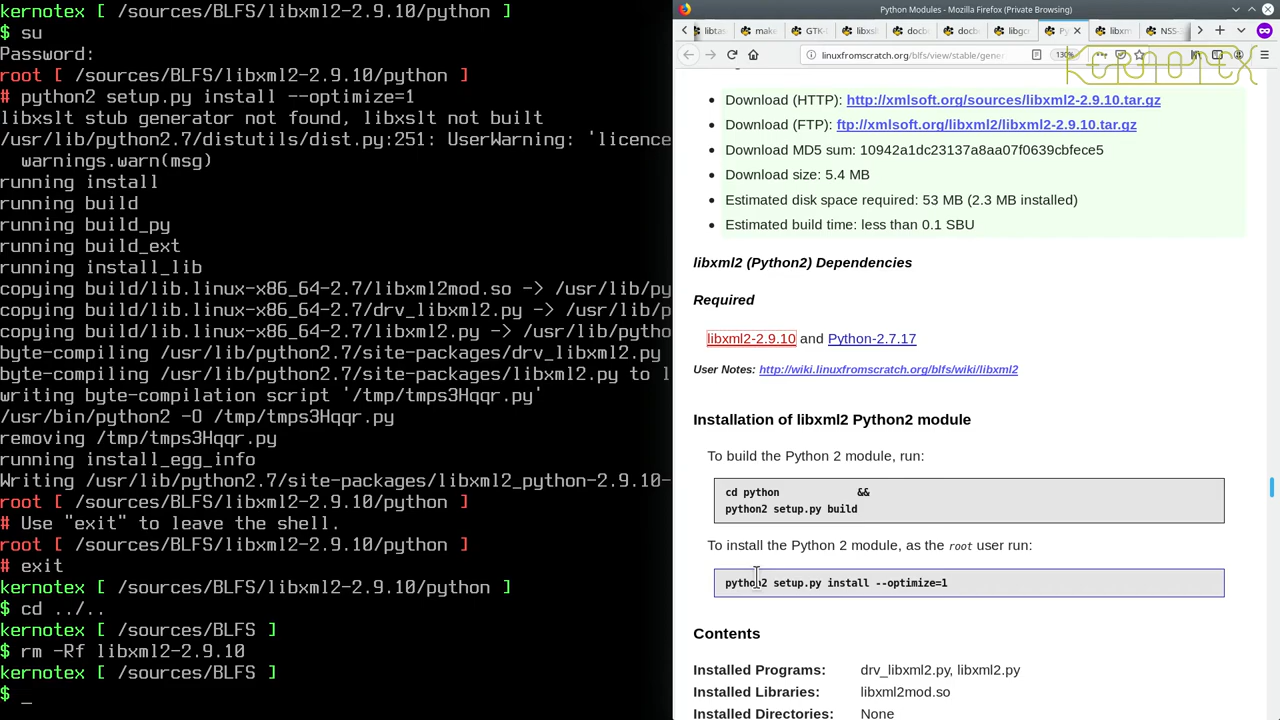 kernotex [ /sources/BLFS/libxml2-2.9.10/python ]
$ su
Password:
root [ /sources/BLFS/libxml2-2.9.10/python ]
# python2 setup.py install --optimize=1
libxslt stub generator not found, libxslt not built
/usr/lib/python2.7/distutils/dist.py:251: UserWarning: 'licence
warnings.warn(msg)
running install
running build
running build_py
running build_ext
running install_lib
copying build/lib.linux-x86_64-2.7/libxml2mod.so -> /usr/lib/py
copying build/lib.linux-x86_64-2.7/drv_libxml2.py -> /usr/lib/p
copying build/lib.linux-x86_64-2.7/libxml2.py -> /usr/lib/pytho
byte-compiling /usr/lib/python2.7/site-packages/drv_libxml2.py
byte-compiling /usr/lib/python2.7/site-packages/libxml2.py to l
writing byte-compilation script '/tmp/tmps3Hqqr.py'
/usr/bin/python2 -O /tmp/tmps3Hqqr.py
removing /tmp/tmps3Hqqr.py
running install_egg_info
Writing /usr/lib/python2.7/site-packages/libxml2_python-2.9.10-
root [ /sources/BLFS/libxml2-2.9.10/python ]
# Use "exit" to leave the shell.
root [ /sources/BLFS/libxml2-2.9.10/python ]
# exit
kernotex [ /sources/BLFS/libxml2-2.9.10/python ]
$ cd ../..
kernotex [ /sources/BLFS ]
$ rm -Rf libxml2-2.9.10
kernotex [ /sources/BLFS ]
$ _
Python Modules - Mozilla Firefox (Private Browsing)
libtas make GTK-D libxsl docbo docbo libgcr Py libxm NSS-
linuxfromscratch.org/blfs/view/stable/gener 130%
KERNOTEX
Download (HTTP): http://xmlsoft.org/sources/libxml2-2.9.10.tar.gz
Download (FTP): ftp://xmlsoft.org/libxml2/libxml2-2.9.10.tar.gz
Download MD5 sum: 10942a1dc23137a8aa07f0639cbfece5
Download size: 5.4 MB
Estimated disk space required: 53 MB (2.3 MB installed)
Estimated build time: less than 0.1 SBU
libxml2 (Python2) Dependencies
Required
libxml2-2.9.10 and Python-2.7.17
User Notes: http://wiki.linuxfromscratch.org/blfs/wiki/libxml2
Installation of libxml2 Python2 module
To build the Python 2 module, run:
cd python &&
python2 setup.py build
To install the Python 2 module, as the root user run:
python2 setup.py install --optimize=1
Contents
Installed Programs: drv_libxml2.py, libxml2.py
Installed Libraries: libxml2mod.so
Installed Directories: None